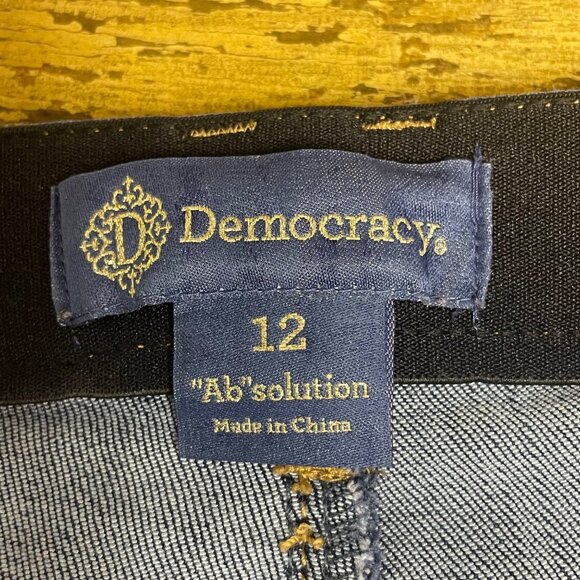 D Democracy®
12
"Ab"solution
Made in China